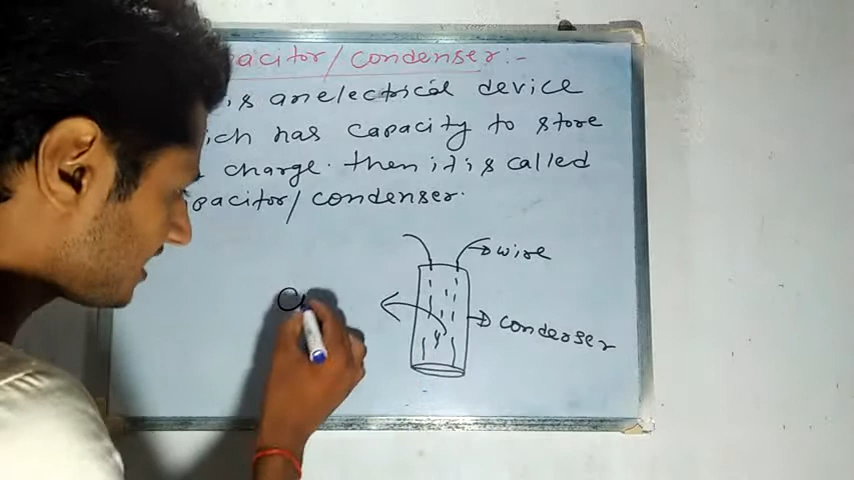 pacitor/condenser:-
is an electrical device
ich has capacity to store
charge. then it is called
pacitor/condenser.
wire
condenser
C